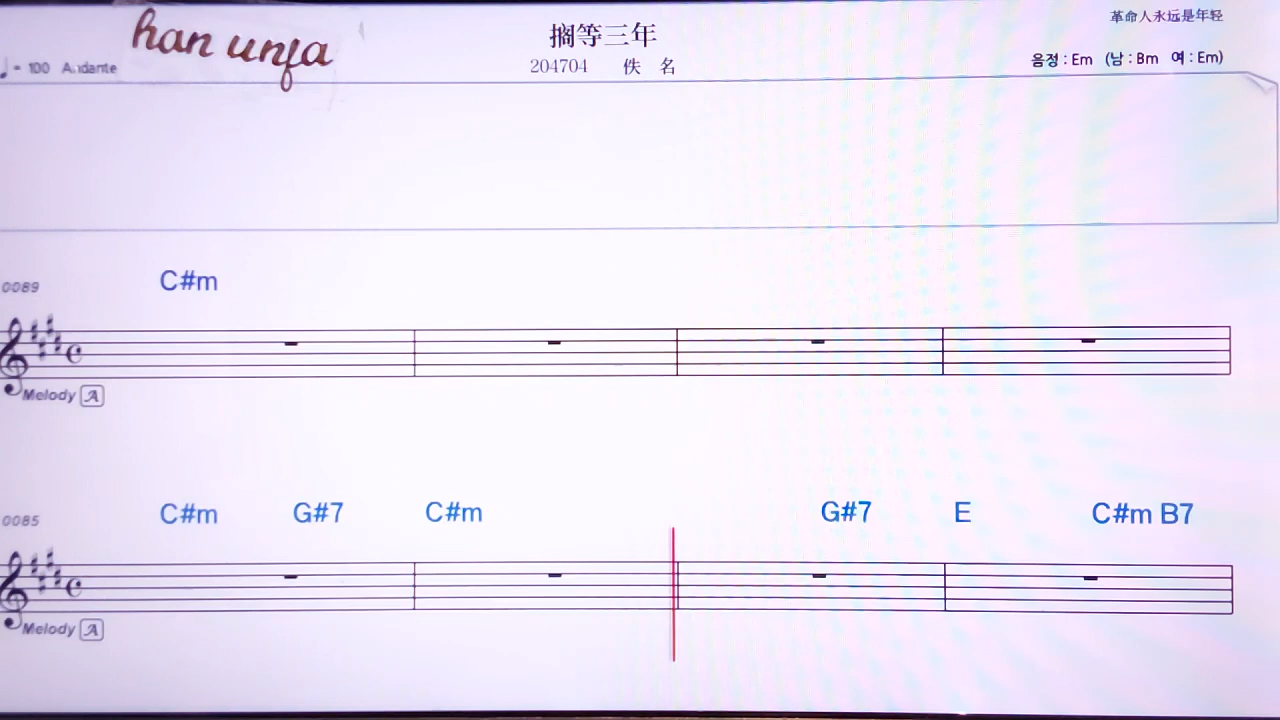 han unfa
搁等三年
革命人永远是年轻
♩= 100 Andante
204704 佚 名
음정 : Em (남 : Bm 여 : Em)
0089 C#m
Melody A
0085 C#m G#7 C#m G#7 E C#m B7
Melody A